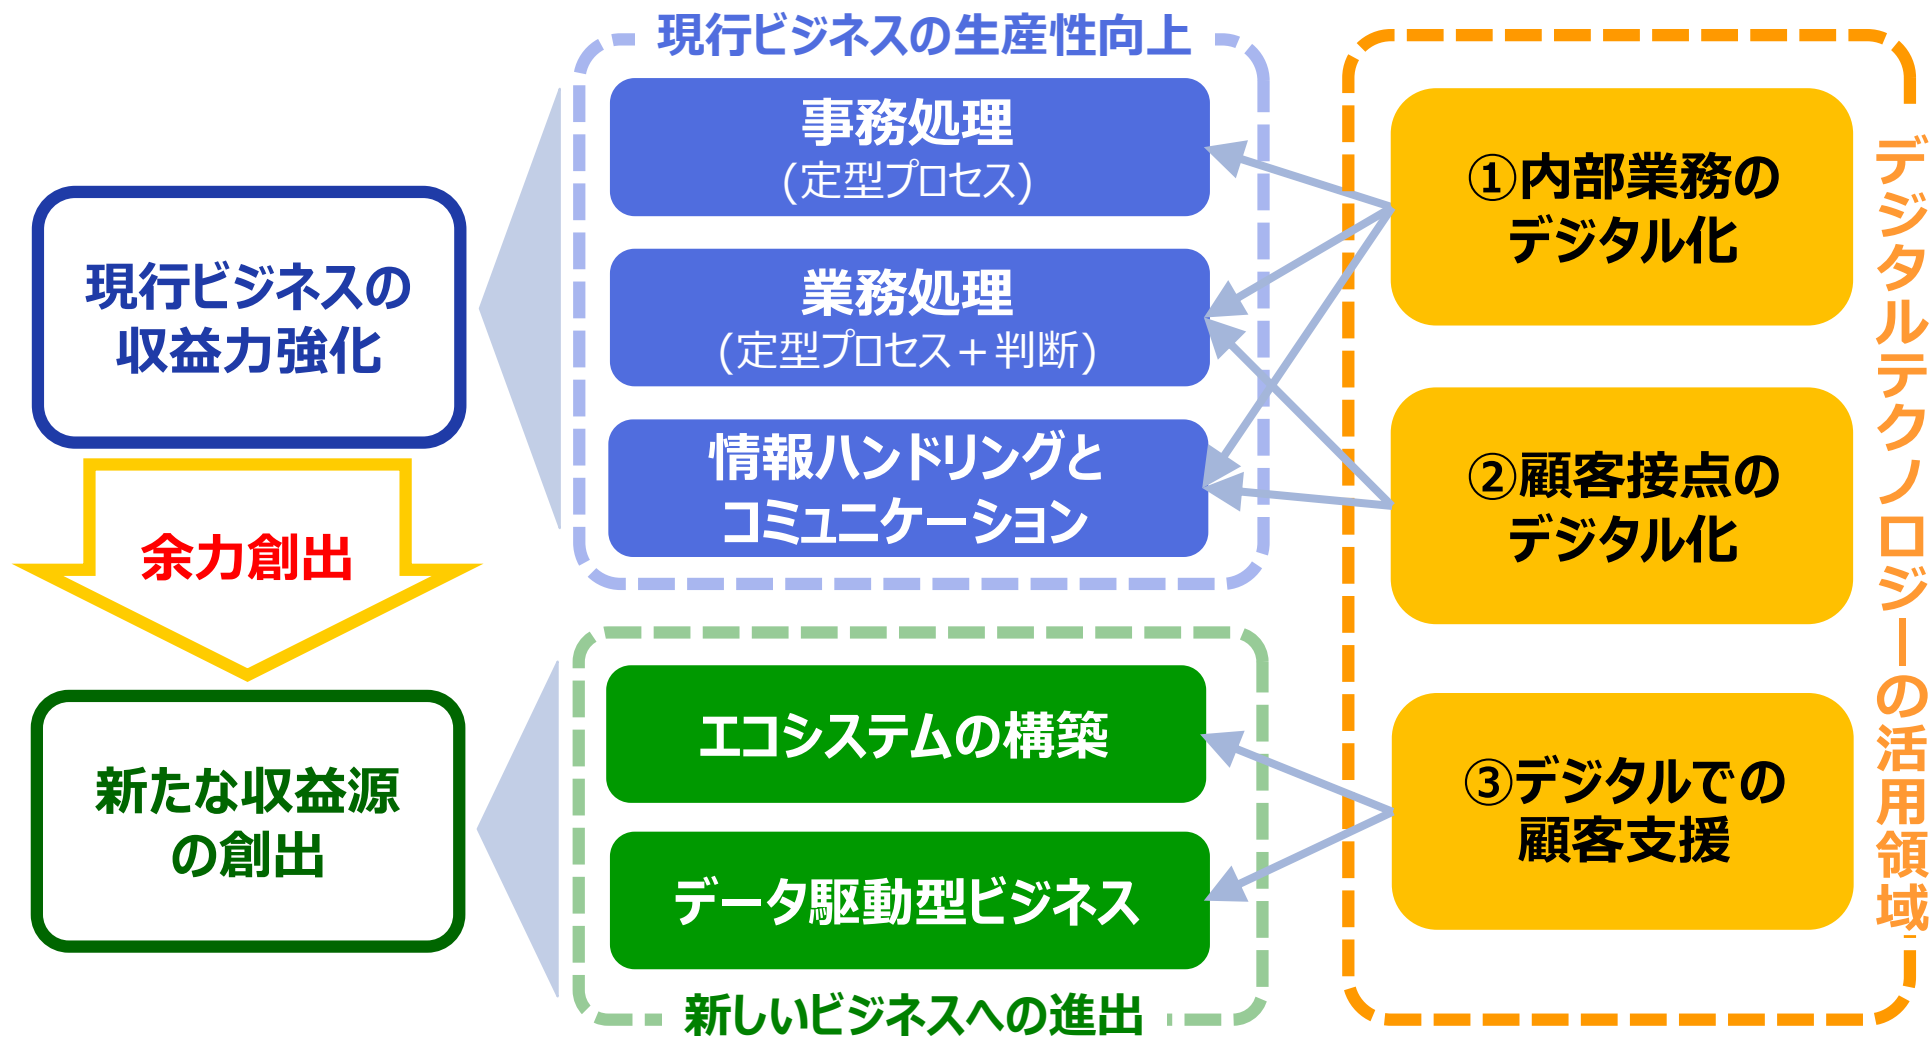 現行ビジネスの
収益力強化
余力創出
新たな収益源
の創出
現行ビジネスの生産性向上
事務処理
(定型プロセス)
業務処理
(定型プロセス＋判断)
情報ハンドリングと
コミュニケーション
エコシステムの構築
データ駆動型ビジネス
新しいビジネスへの進出
①内部業務の
デジタル化
②顧客接点の
デジタル化
③デジタルでの
顧客支援
デジタルテクノロジーの活用領域